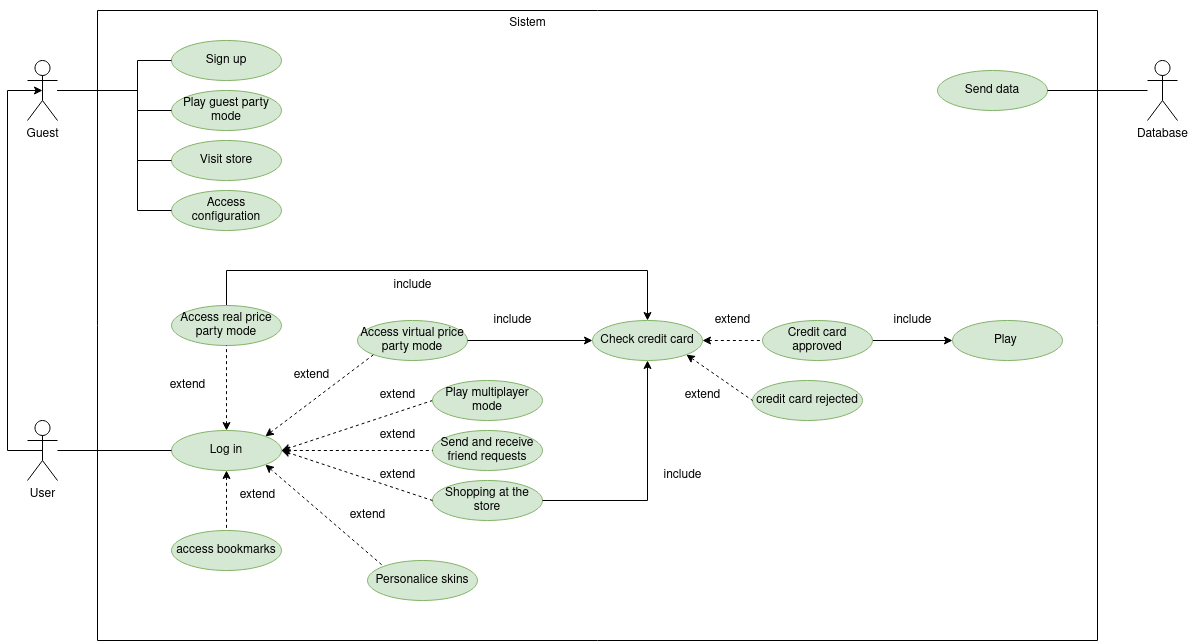 Sistem
Sign up
Guest
Play guest party
mode
Visit store
Access
configuration
Send data
Database
include
Access real price
party mode
Access virtual price
party mode
include
Check credit card
extend
Credit card
approved
include
Play
extend
extend
extend
Play multiplayer
mode
extend
credit card rejected
extend
Send and receive
friend requests
Log in
User
extend
Shopping at the
store
include
extend
extend
access bookmarks
Personalice skins